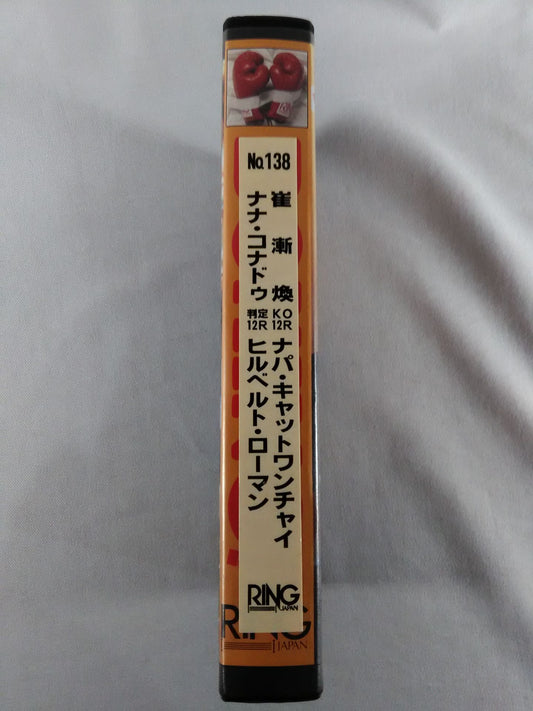 No.138
崔漸煥 KO 12R ナパ・キャットワンチャイ
ナナ・コナドゥ 判定 12R ヒルベルト・ローマン
RING JAPAN
RING JAPAN